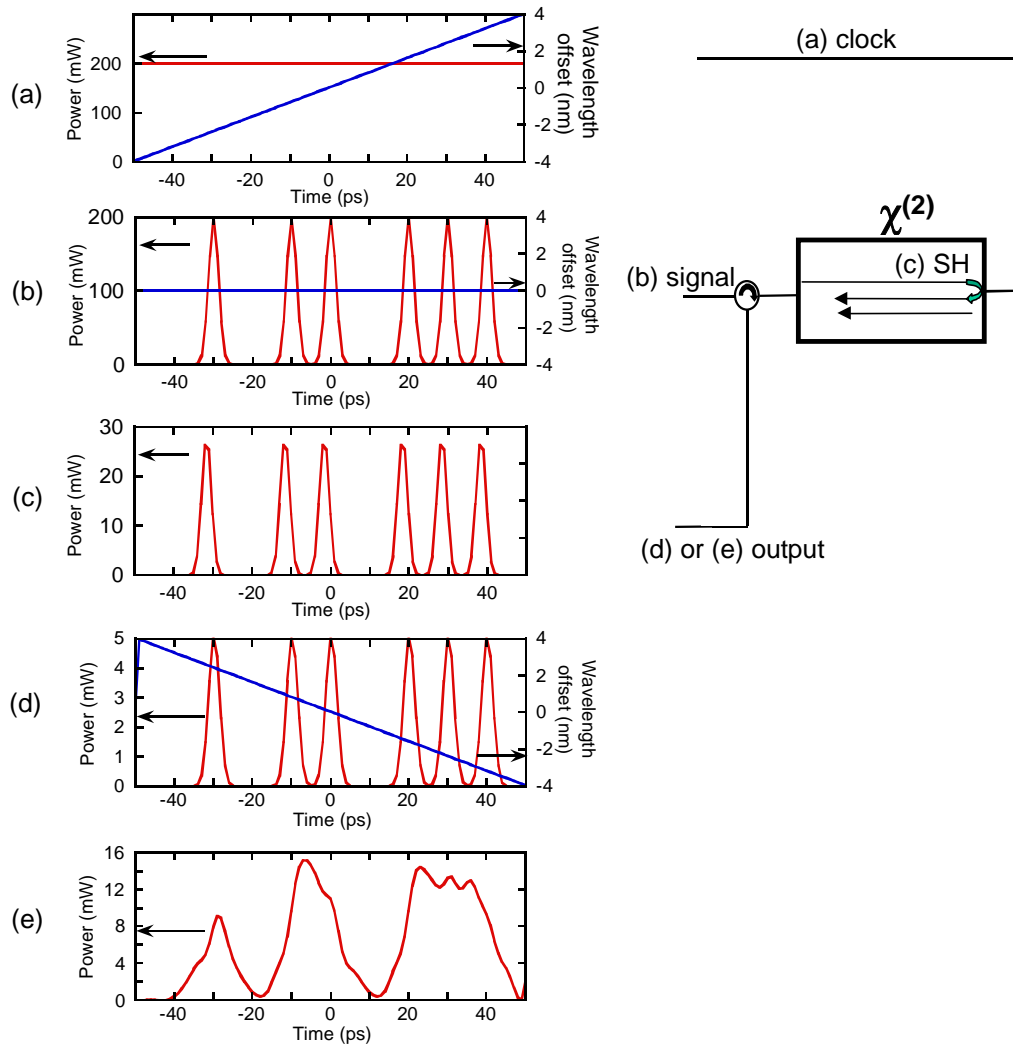 (a)
Power (mW)
200
100
0
-40 -20 0 20 40
Time (ps)
4
2
0
-2
-4
Wavelength
offset (nm)
(b)
Power (mW)
200
100
0
-40 -20 0 20 40
Time (ps)
4
2
0
-2
-4
Wavelength
offset (nm)
(c)
Power (mW)
30
20
10
0
-40 -20 0 20 40
Time (ps)
(d)
Power (mW)
5
4
3
2
1
0
-40 -20 0 20 40
Time (ps)
4
2
0
-2
-4
Wavelength
offset (nm)
(e)
Power (mW)
16
12
8
4
0
-40 -20 0 20 40
Time (ps)
(a) clock
χ(2)
(c) SH
(b) signal
(d) or (e) output